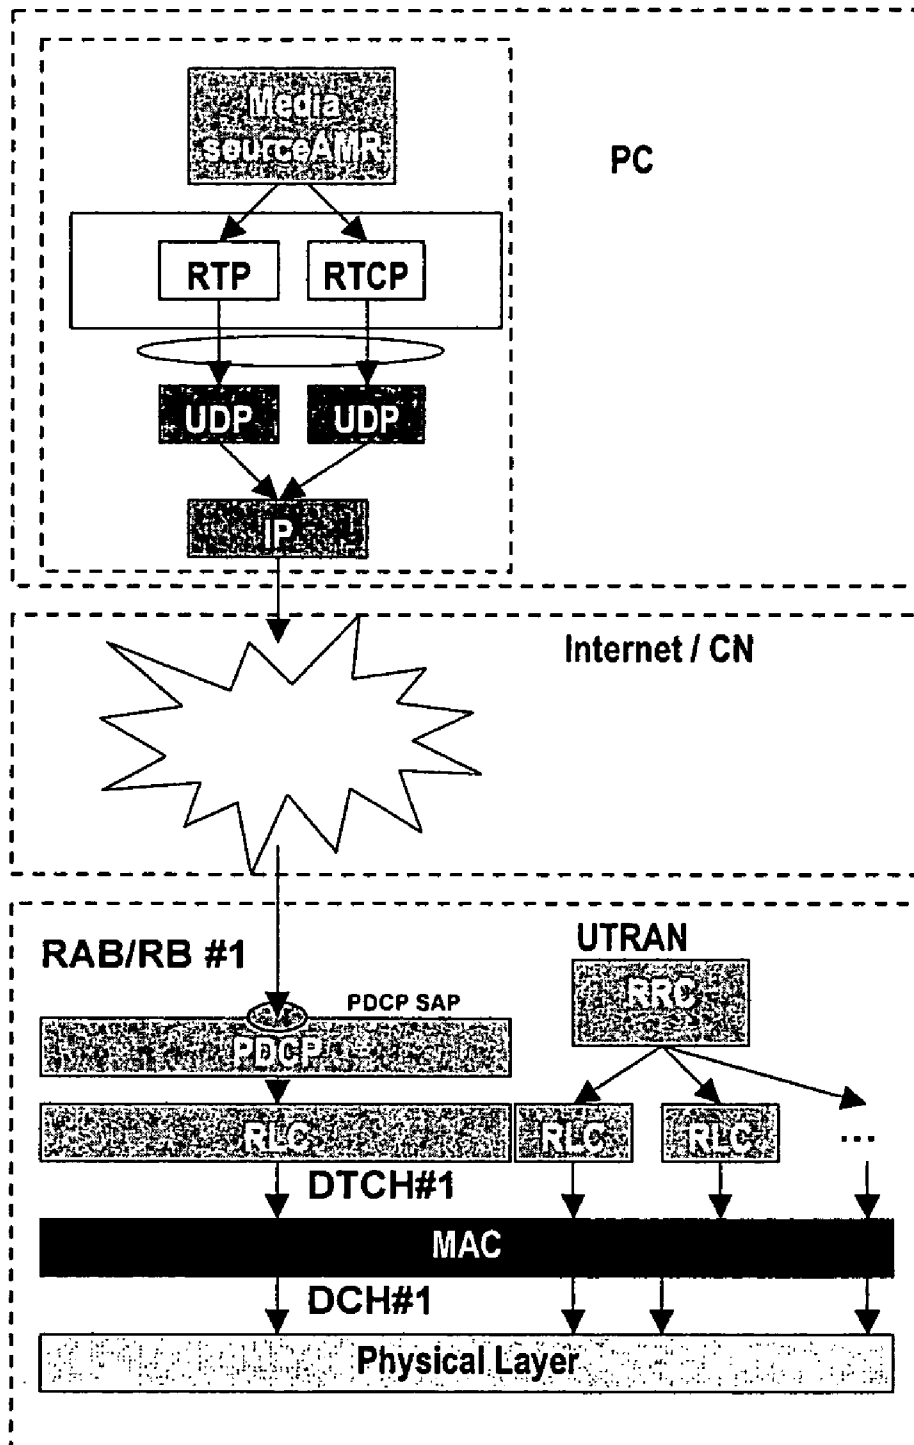 Media
sourceAMR
PC
RTP
RTCP
UDP
UDP
IP
Internet / CN
UTRAN
RAB/RB #1
RRC
PDCP SAP
PDCP
RLC
RLC
RLC
...
DTCH#1
MAC
DCH#1
Physical Layer